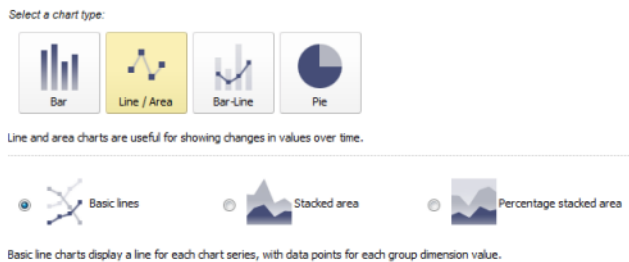 Select a chart type:
Bar
Line / Area
Bar-Line
Pie
Line and area charts are useful for showing changes in values over time.
Basic lines
Stacked area
Percentage stacked area
Basic line charts display a line for each chart series, with data points for each group dimension value.